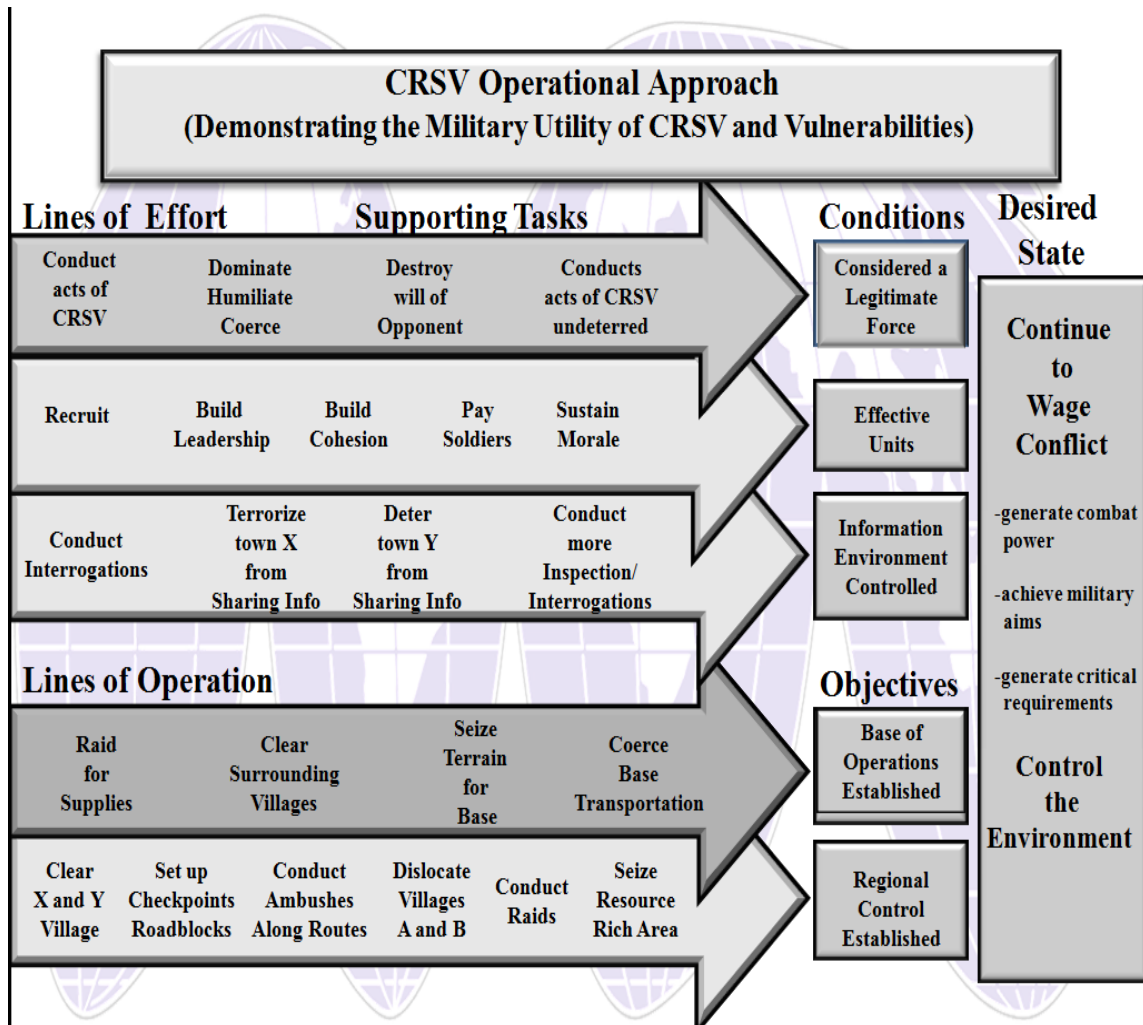 CRSV Operational Approach
(Demonstrating the Military Utility of CRSV and Vulnerabilities)
Lines of Effort
Supporting Tasks
Conditions
Desired
State
Conduct
acts of
CRSV
Dominate
Humiliate
Coerce
Destroy
will of
Opponent
Conducts
acts of CRSV
undeterred
Considered a
Legitimate
Force
Recruit
Build
Leadership
Build
Cohesion
Pay
Soldiers
Sustain
Morale
Effective
Units
Conduct
Interrogations
Terrorize
town X
from
Sharing Info
Deter
town Y
from
Sharing Info
Conduct
more
Inspection/
Interrogations
Information
Environment
Controlled
Lines of Operation
Objectives
Raid
for
Supplies
Clear
Surrounding
Villages
Seize
Terrain
for
Base
Coerce
Base
Transportation
Base of
Operations
Established
Clear
X and Y
Village
Set up
Checkpoints
Roadblocks
Conduct
Ambushes
Along Routes
Dislocate
Villages
A and B
Conduct
Raids
Seize
Resource
Rich Area
Regional
Control
Established
Continue
to
Wage
Conflict
-generate combat
power
-achieve military
aims
-generate critical
requirements
Control
the
Environment